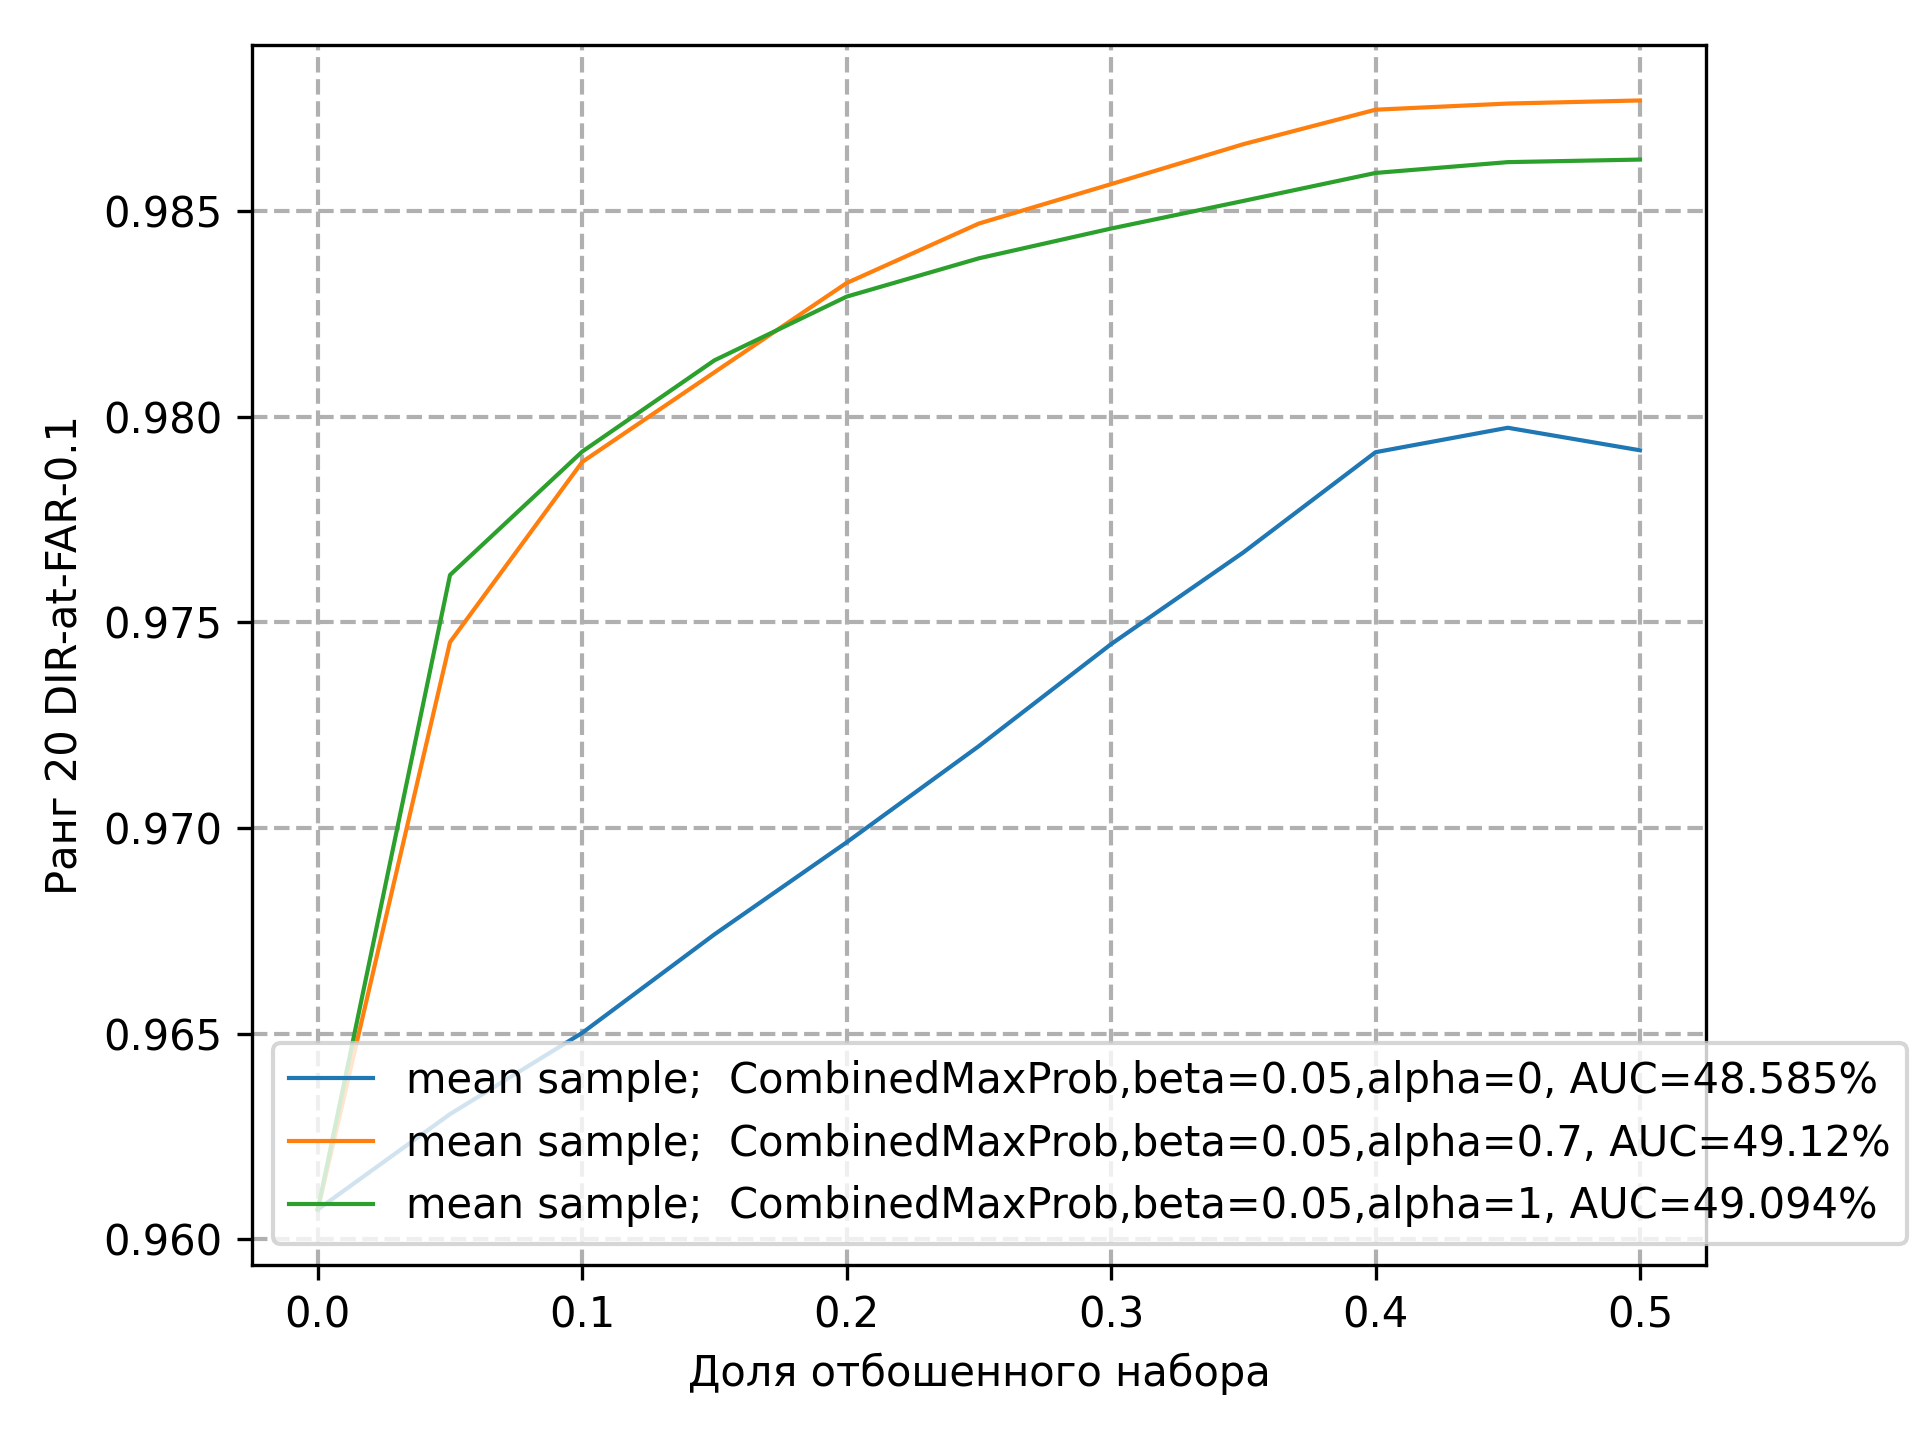 Ранг 20 DIR-at-FAR-0.1
0.985
0.980
0.975
0.970
0.965
0.960
mean sample;  CombinedMaxProb,beta=0.05,alpha=0, AUC=48.585%
mean sample;  CombinedMaxProb,beta=0.05,alpha=0.7, AUC=49.12%
mean sample;  CombinedMaxProb,beta=0.05,alpha=1, AUC=49.094%
0.0 0.1 0.2 0.3 0.4 0.5
Доля отбошенного набора